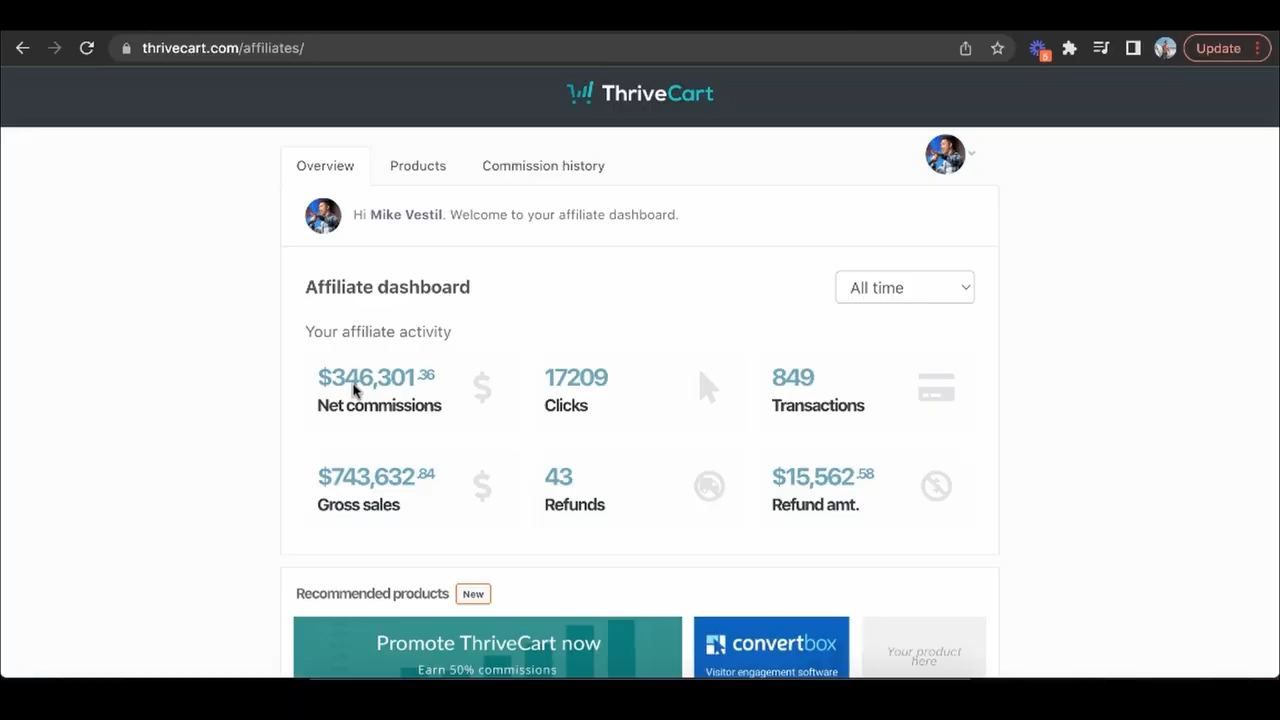 thrivecart.com/affiliates/
5
Update
ThriveCart
Overview
Products
Commission history
Hi Mike Vestil. Welcome to your affiliate dashboard.
Affiliate dashboard
All time
Your affiliate activity
$346,301.36
Net commissions
17209
Clicks
849
Transactions
$743,632.84
Gross sales
43
Refunds
$15,562.58
Refund amt.
Recommended products
New
Promote ThriveCart now
Earn 50% commissions
convertbox
Visitor engagement software
Your product
here